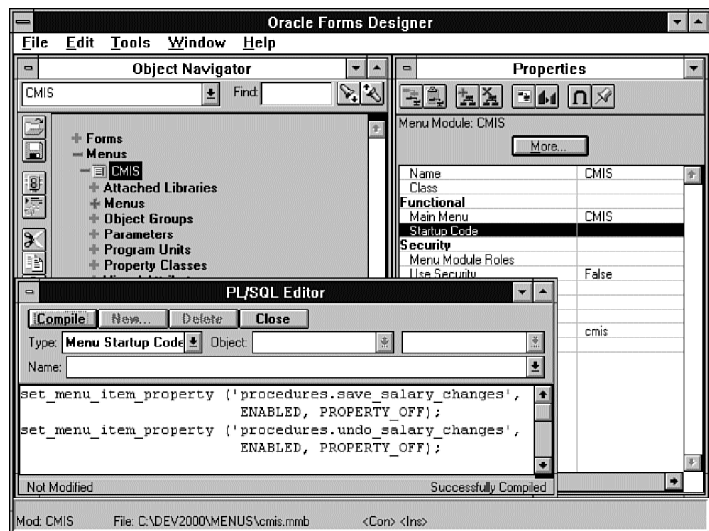 Oracle Forms Designer
File Edit Tools Window Help
Object Navigator
CMIS Find:
Forms
Menus
CMIS
Attached Libraries
Menus
Object Groups
Parameters
Program Units
Property Classes
Properties
Menu Module: CMIS
More...
Name CMIS
Class
Functional
Main Menu CMIS
Startup Code
Security
Menu Module Roles
Use Security False
cmis
PL/SQL Editor
Compile New... Delete Close
Type: Menu Startup Code Object:
Name:
set_menu_item_property ('procedures.save_salary_changes',
ENABLED, PROPERTY_OFF);
set_menu_item_property ('procedures.undo_salary_changes',
ENABLED, PROPERTY_OFF);
Not Modified Successfully Compiled
Mod: CMIS File: C:\DEV2000\MENUS\cmis.mmb <Con> <Ins>